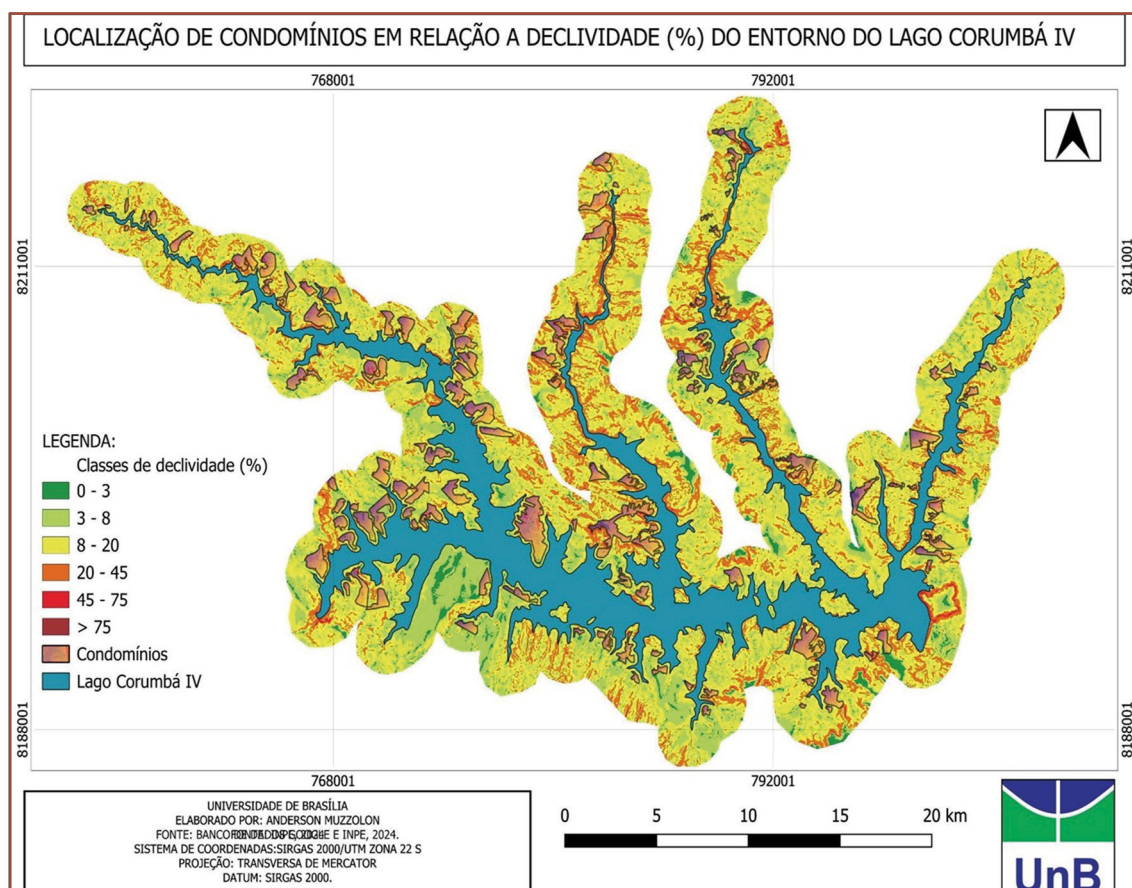 LOCALIZAÇÃO DE CONDOMÍNIOS EM RELAÇÃO A DECLIVIDADE (%) DO ENTORNO DO LAGO CORUMBÁ IV
768001 792001
8211001 8211001
LEGENDA:
Classes de declividade (%)
0 - 3
3 - 8
8 - 20
20 - 45
45 - 75
> 75
Condomínios
Lago Corumbá IV
8188001 8188001
768001 792001
UNIVERSIDADE DE BRASÍLIA
ELABORADO POR: ANDERSON MUZZOLON
FONTE: BANCO E INPE, 2024.
SISTEMA DE COORDENADAS:SIRGAS 2000/UTM ZONA 22 S
PROJEÇÃO: TRANSVERSA DE MERCATOR
DATUM: SIRGAS 2000.
0 5 10 15 20 km
UnB